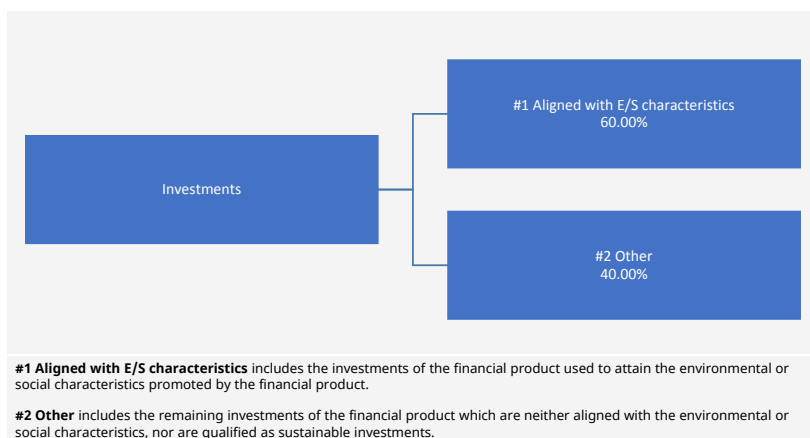 #1 Aligned with E/S characteristics
60.00%
Investments
#2 Other
40.00%
#1 Aligned with E/S characteristics includes the investments of the financial product used to attain the environmental or
social characteristics promoted by the financial product.
#2 Other includes the remaining investments of the financial product which are neither aligned with the environmental or
social characteristics, nor are qualified as sustainable investments.